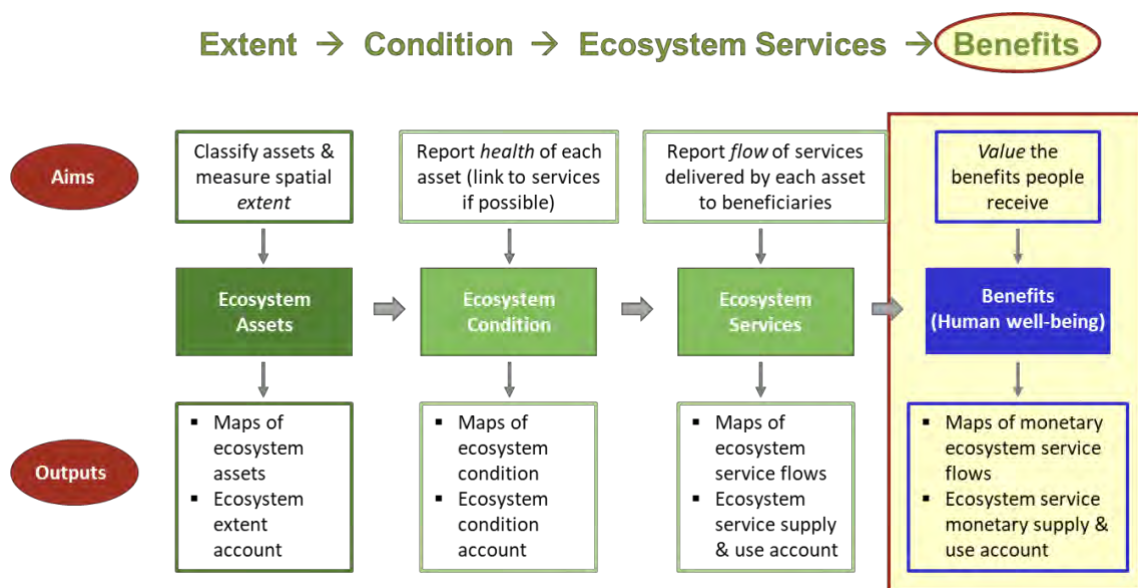 Extent → Condition → Ecosystem Services → Benefits
Aims
Classify assets &
measure spatial
extent
Report health of each
asset (link to services
if possible)
Report flow of services
delivered by each asset
to beneficiaries
Value the
benefits people
receive
Ecosystem
Assets
Ecosystem
Condition
Ecosystem
Services
Benefits
(Human well-being)
Outputs
▪ Maps of
ecosystem
assets
▪ Ecosystem
extent
account
▪ Maps of
ecosystem
condition
▪ Ecosystem
condition
account
▪ Maps of
ecosystem
service flows
▪ Ecosystem
service supply
& use account
▪ Maps of monetary
ecosystem service
flows
▪ Ecosystem service
monetary supply &
use account